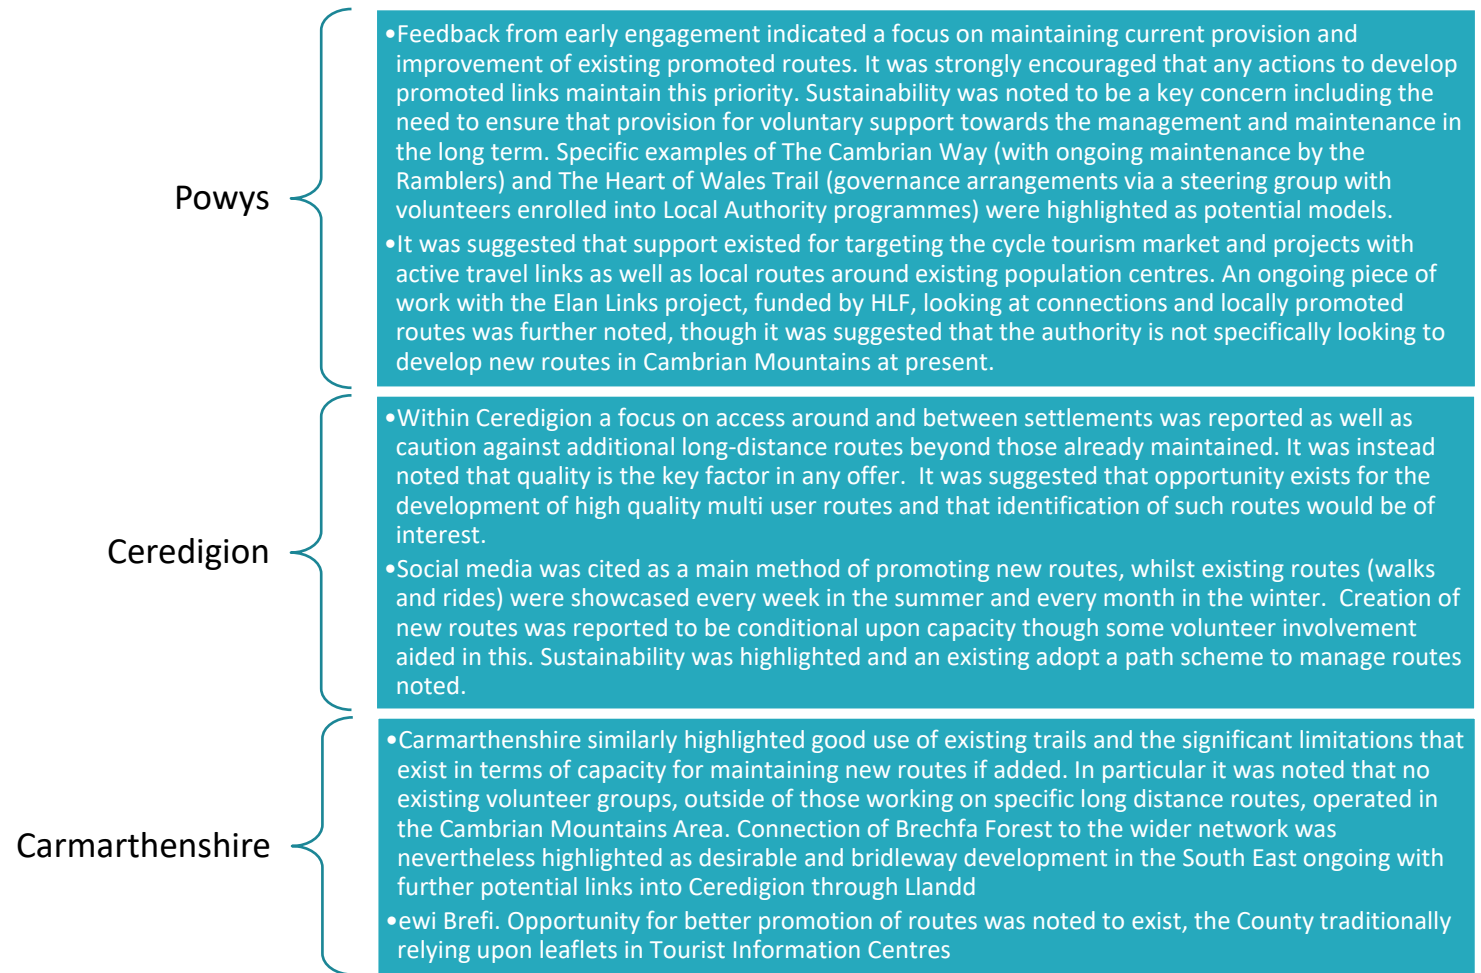 Powys
•Feedback from early engagement indicated a focus on maintaining current provision and
improvement of existing promoted routes. It was strongly encouraged that any actions to develop
promoted links maintain this priority. Sustainability was noted to be a key concern including the
need to ensure that provision for voluntary support towards the management and maintenance in
the long term. Specific examples of The Cambrian Way (with ongoing maintenance by the
Ramblers) and The Heart of Wales Trail (governance arrangements via a steering group with
volunteers enrolled into Local Authority programmes) were highlighted as potential models.
•It was suggested that support existed for targeting the cycle tourism market and projects with
active travel links as well as local routes around existing population centres. An ongoing piece of
work with the Elan Links project, funded by HLF, looking at connections and locally promoted
routes was further noted, though it was suggested that the authority is not specifically looking to
develop new routes in Cambrian Mountains at present.
Ceredigion
•Within Ceredigion a focus on access around and between settlements was reported as well as
caution against additional long-distance routes beyond those already maintained. It was instead
noted that quality is the key factor in any offer.  It was suggested that opportunity exists for the
development of high quality multi user routes and that identification of such routes would be of
interest.
•Social media was cited as a main method of promoting new routes, whilst existing routes (walks
and rides) were showcased every week in the summer and every month in the winter.  Creation of
new routes was reported to be conditional upon capacity though some volunteer involvement
aided in this. Sustainability was highlighted and an existing adopt a path scheme to manage routes
noted.
Carmarthenshire
•Carmarthenshire similarly highlighted good use of existing trails and the significant limitations that
exist in terms of capacity for maintaining new routes if added. In particular it was noted that no
existing volunteer groups, outside of those working on specific long distance routes, operated in
the Cambrian Mountains Area. Connection of Brechfa Forest to the wider network was
nevertheless highlighted as desirable and bridleway development in the South East ongoing with
further potential links into Ceredigion through Llandd
•ewi Brefi. Opportunity for better promotion of routes was noted to exist, the County traditionally
relying upon leaflets in Tourist Information Centres